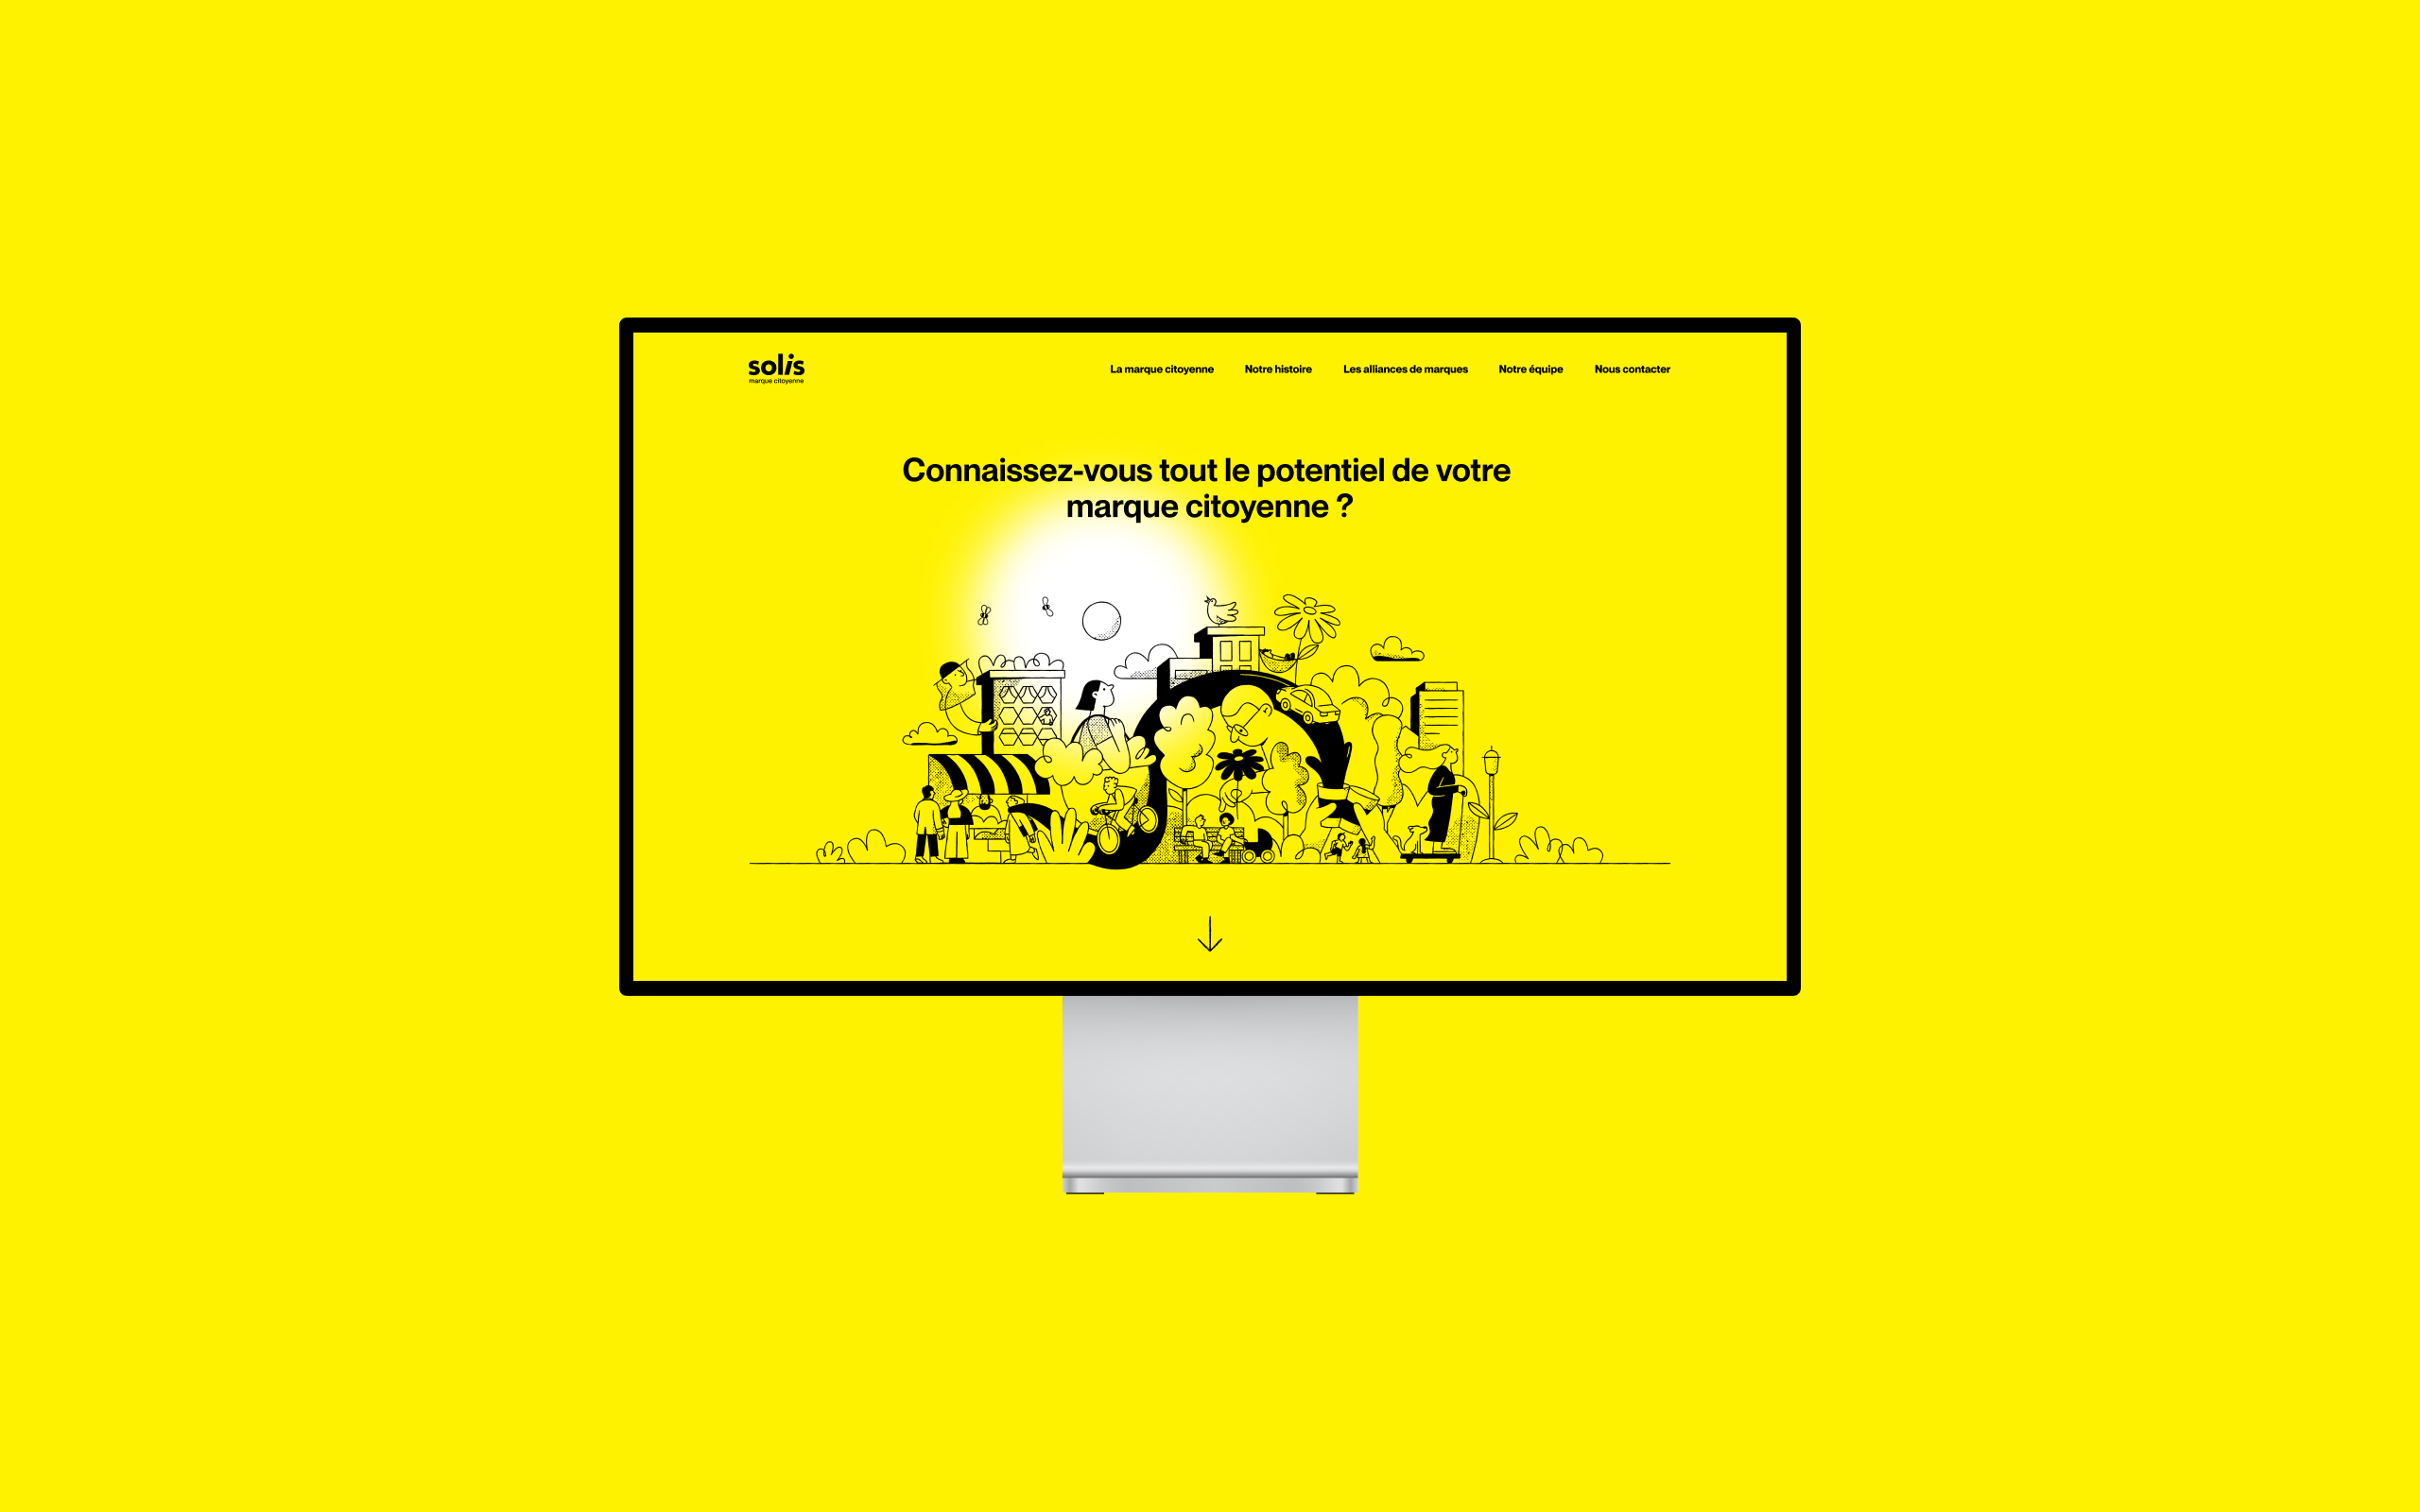 solis
marque citoyenne
La marque citoyenne
Notre histoire
Les alliances de marques
Notre équipe
Nous contacter
Connaissez-vous tout le potentiel de votre
marque citoyenne ?